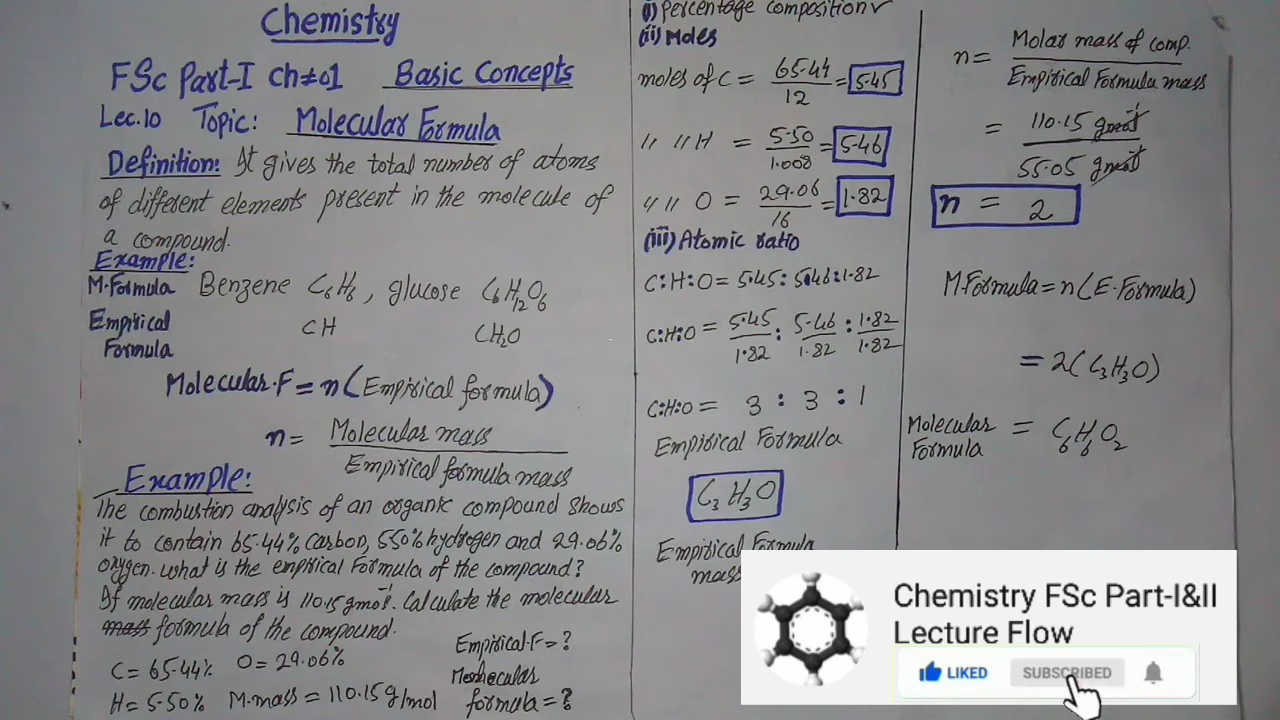 Chemistry
FSc Part-I Ch#01 Basic Concepts
Lec.10 Topic: Molecular Formula
Definition: It gives the total number of atoms
of different elements present in the molecule of
a compound.
Example:
M.Formula Benzene C₆H₆, glucose C₆H₁₂O₆
Empirical CH CH₂O
Formula
Molecular.F = n(Empirical formula)
n = Molecular mass
Empirical formula mass
Example:
The combustion analysis of an organic compound shows
it to contain 65.44% carbon, 5.50% hydrogen and 29.06%
oxygen. what is the empirical Formula of the compound?
If molecular mass is 110.15 gmol⁻¹. Calculate the molecular
mass formula of the compound.
C = 65.44% O = 29.06%
H = 5.50% M.mass = 110.15 g/mol
Empirical.F = ?
Molecular
formula = ?
(i) percentage composition ✓
(ii) Moles
moles of C = 65.44 = 5.45
12
〃 〃 H = 5.50 = 5.46
1.008
〃 〃 O = 29.06 = 1.82
16
(iii) Atomic ratio
C:H:O = 5.45 : 5.46 : 1.82
C:H:O = 5.45 : 5.46 : 1.82
1.82 1.82 1.82
C:H:O = 3 : 3 : 1
Empirical Formula
C₃H₃O
Empirical Formula
mass
n = Molar mass of comp.
Empirical Formula mass
= 110.15 gmol⁻¹
55.05 gmol⁻¹
n = 2
M.Formula = n(E.Formula)
= 2(C₃H₃O)
Molecular = C₆H₆O₂
Formula
Chemistry FSc Part-I&II
Lecture Flow
LIKED SUBSCRIBED